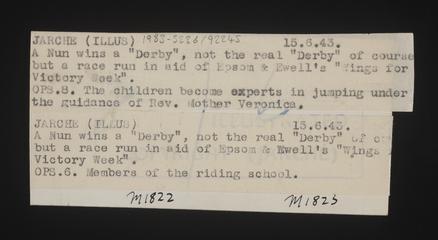 JARCHE (ILLUS) 1983-5236/92245 15.6.43.
A Nun wins a "Derby", not the real "Derby" of course
but a race run in aid of Epsom & Ewell's "Wings for
Victory Week".
OPS.8. The children become experts in jumping under
the guidance of Rev. Mother Veronica.
JARCHE (ILLUS) 15.6.43.
A Nun wins a "Derby", not the real "Derby" of
but a race run in aid of Epsom & Ewell's "Wings
Victory Week".
OPS.6. Members of the riding school.
M1822 M1823